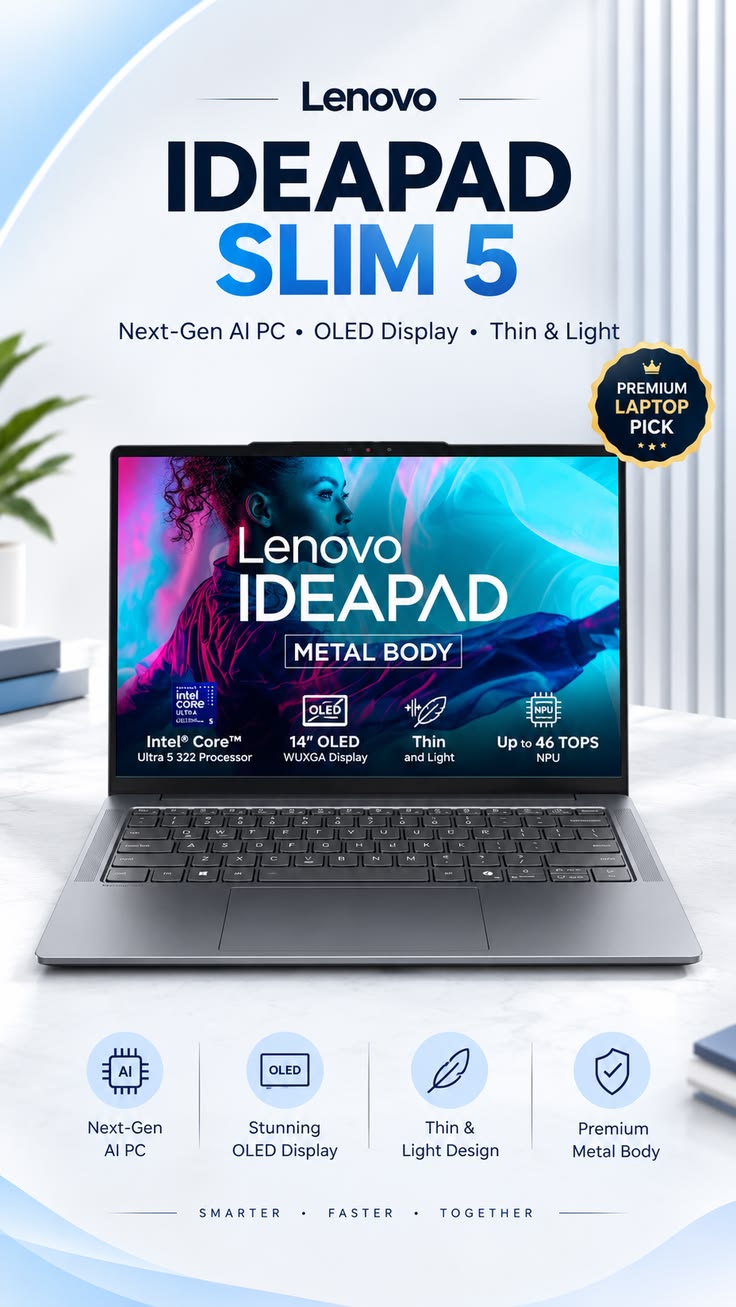 Lenovo
IDEAPAD
SLIM 5
Next-Gen AI PC • OLED Display • Thin & Light
PREMIUM
LAPTOP
PICK
Lenovo
IDEAPAD
METAL BODY
intel
CORE
ULTRA
5
OLED
NPU
Intel® Core™
Ultra 5 322 Processor
14” OLED
WUXGA Display
Thin
and Light
Up to 46 TOPS
NPU
AI
Next-Gen
AI PC
OLED
Stunning
OLED Display
Thin &
Light Design
Premium
Metal Body
SMARTER • FASTER • TOGETHER